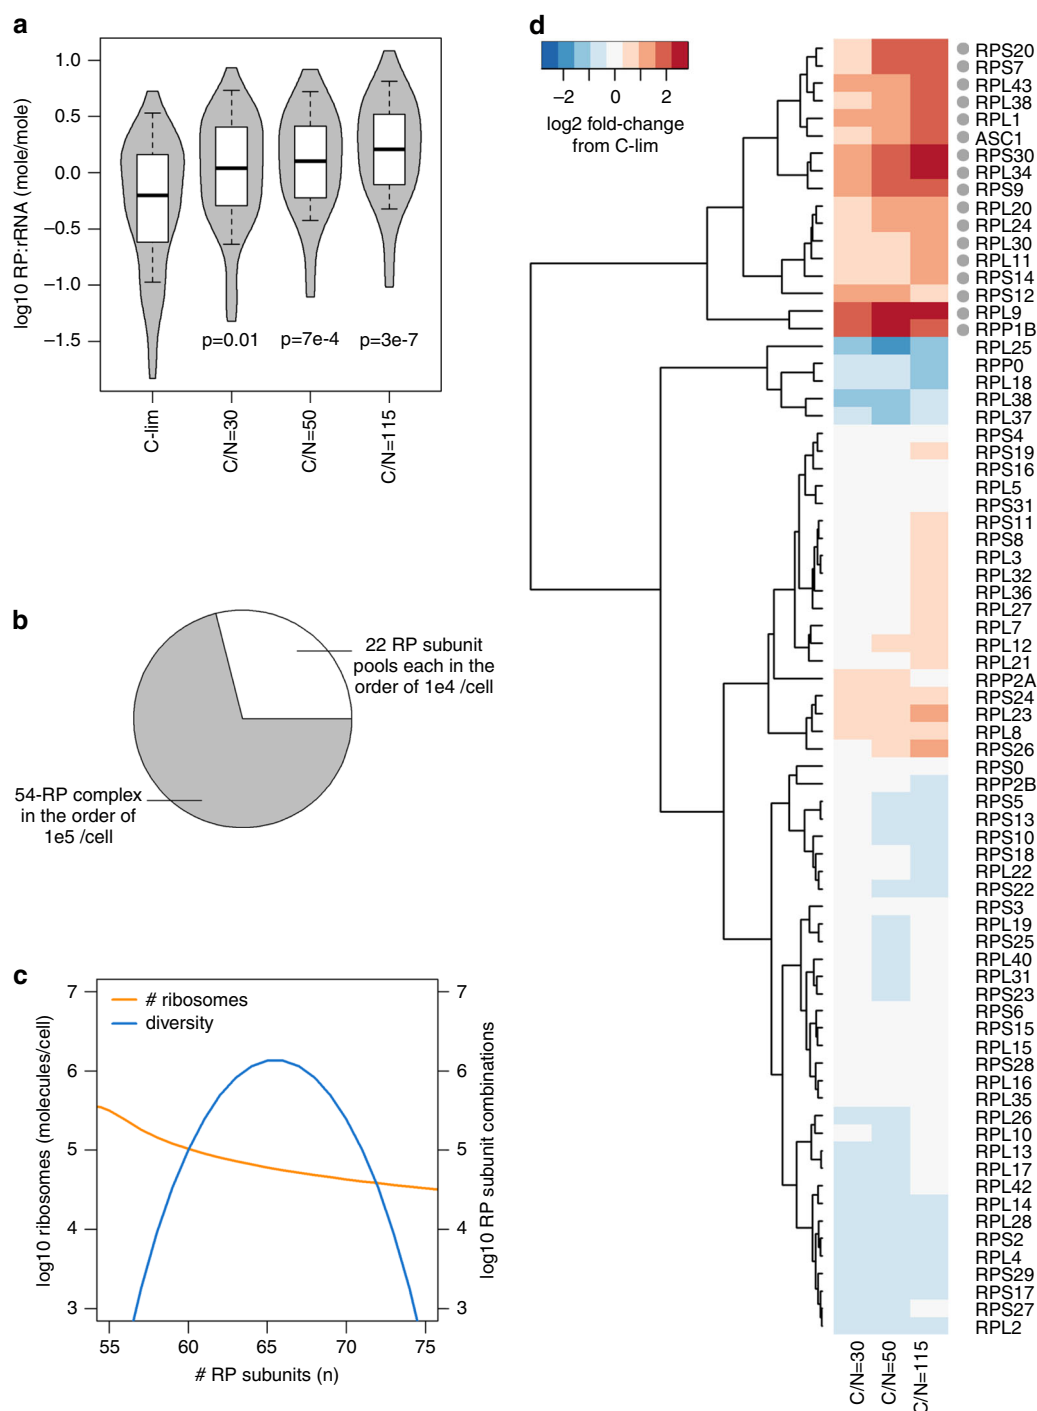 a
log10 RP:rRNA (mole/mole)
1.0
0.5
0.0
−0.5
−1.0
−1.5
p=0.01
p=7e-4
p=3e-7
C-lim
C/N=30
C/N=50
C/N=115
b
22 RP subunit
pools each in the
order of 1e4 /cell
54-RP complex
in the order of
1e5 /cell
c
log10 ribosomes (molecules/cell)
7
6
5
4
3
# ribosomes
diversity
7
6
5
4
3
log10 RP subunit combinations
55
60
65
70
75
# RP subunits (n)
d
−2
0
2
log2 fold-change
from C-lim
RPS20
RPS7
RPL43
RPL38
RPL1
ASC1
RPS30
RPL34
RPS9
RPL20
RPL24
RPL30
RPL11
RPS14
RPS12
RPL9
RPP1B
RPL25
RPP0
RPL18
RPL38
RPL37
RPS4
RPS19
RPS16
RPL5
RPS31
RPS11
RPS8
RPL3
RPL32
RPL36
RPL27
RPL7
RPL12
RPL21
RPP2A
RPS24
RPL23
RPL8
RPS26
RPS0
RPP2B
RPS5
RPS13
RPS10
RPS18
RPL22
RPS22
RPS3
RPL19
RPS25
RPL40
RPL31
RPS23
RPS6
RPS15
RPL15
RPS28
RPL16
RPL35
RPL26
RPL10
RPL13
RPL17
RPL42
RPL14
RPL28
RPS2
RPL4
RPS29
RPS17
RPS27
RPL2
C/N=30
C/N=50
C/N=115